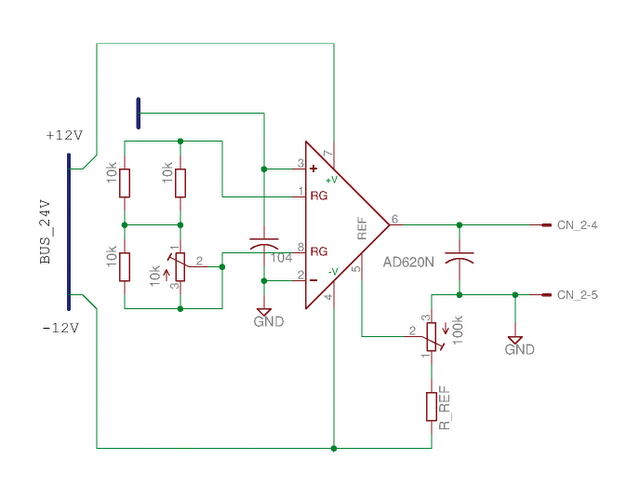 +12V
BUS_24V
-12V
10k
10k
10k
10k
1
2
3
104
GND
3
+
1
RG
8
RG
2
-
7
+V
-V
4
REF
5
6
AD620N
CN_2-4
CN_2-5
GND
3
2
1
100k
R_REF